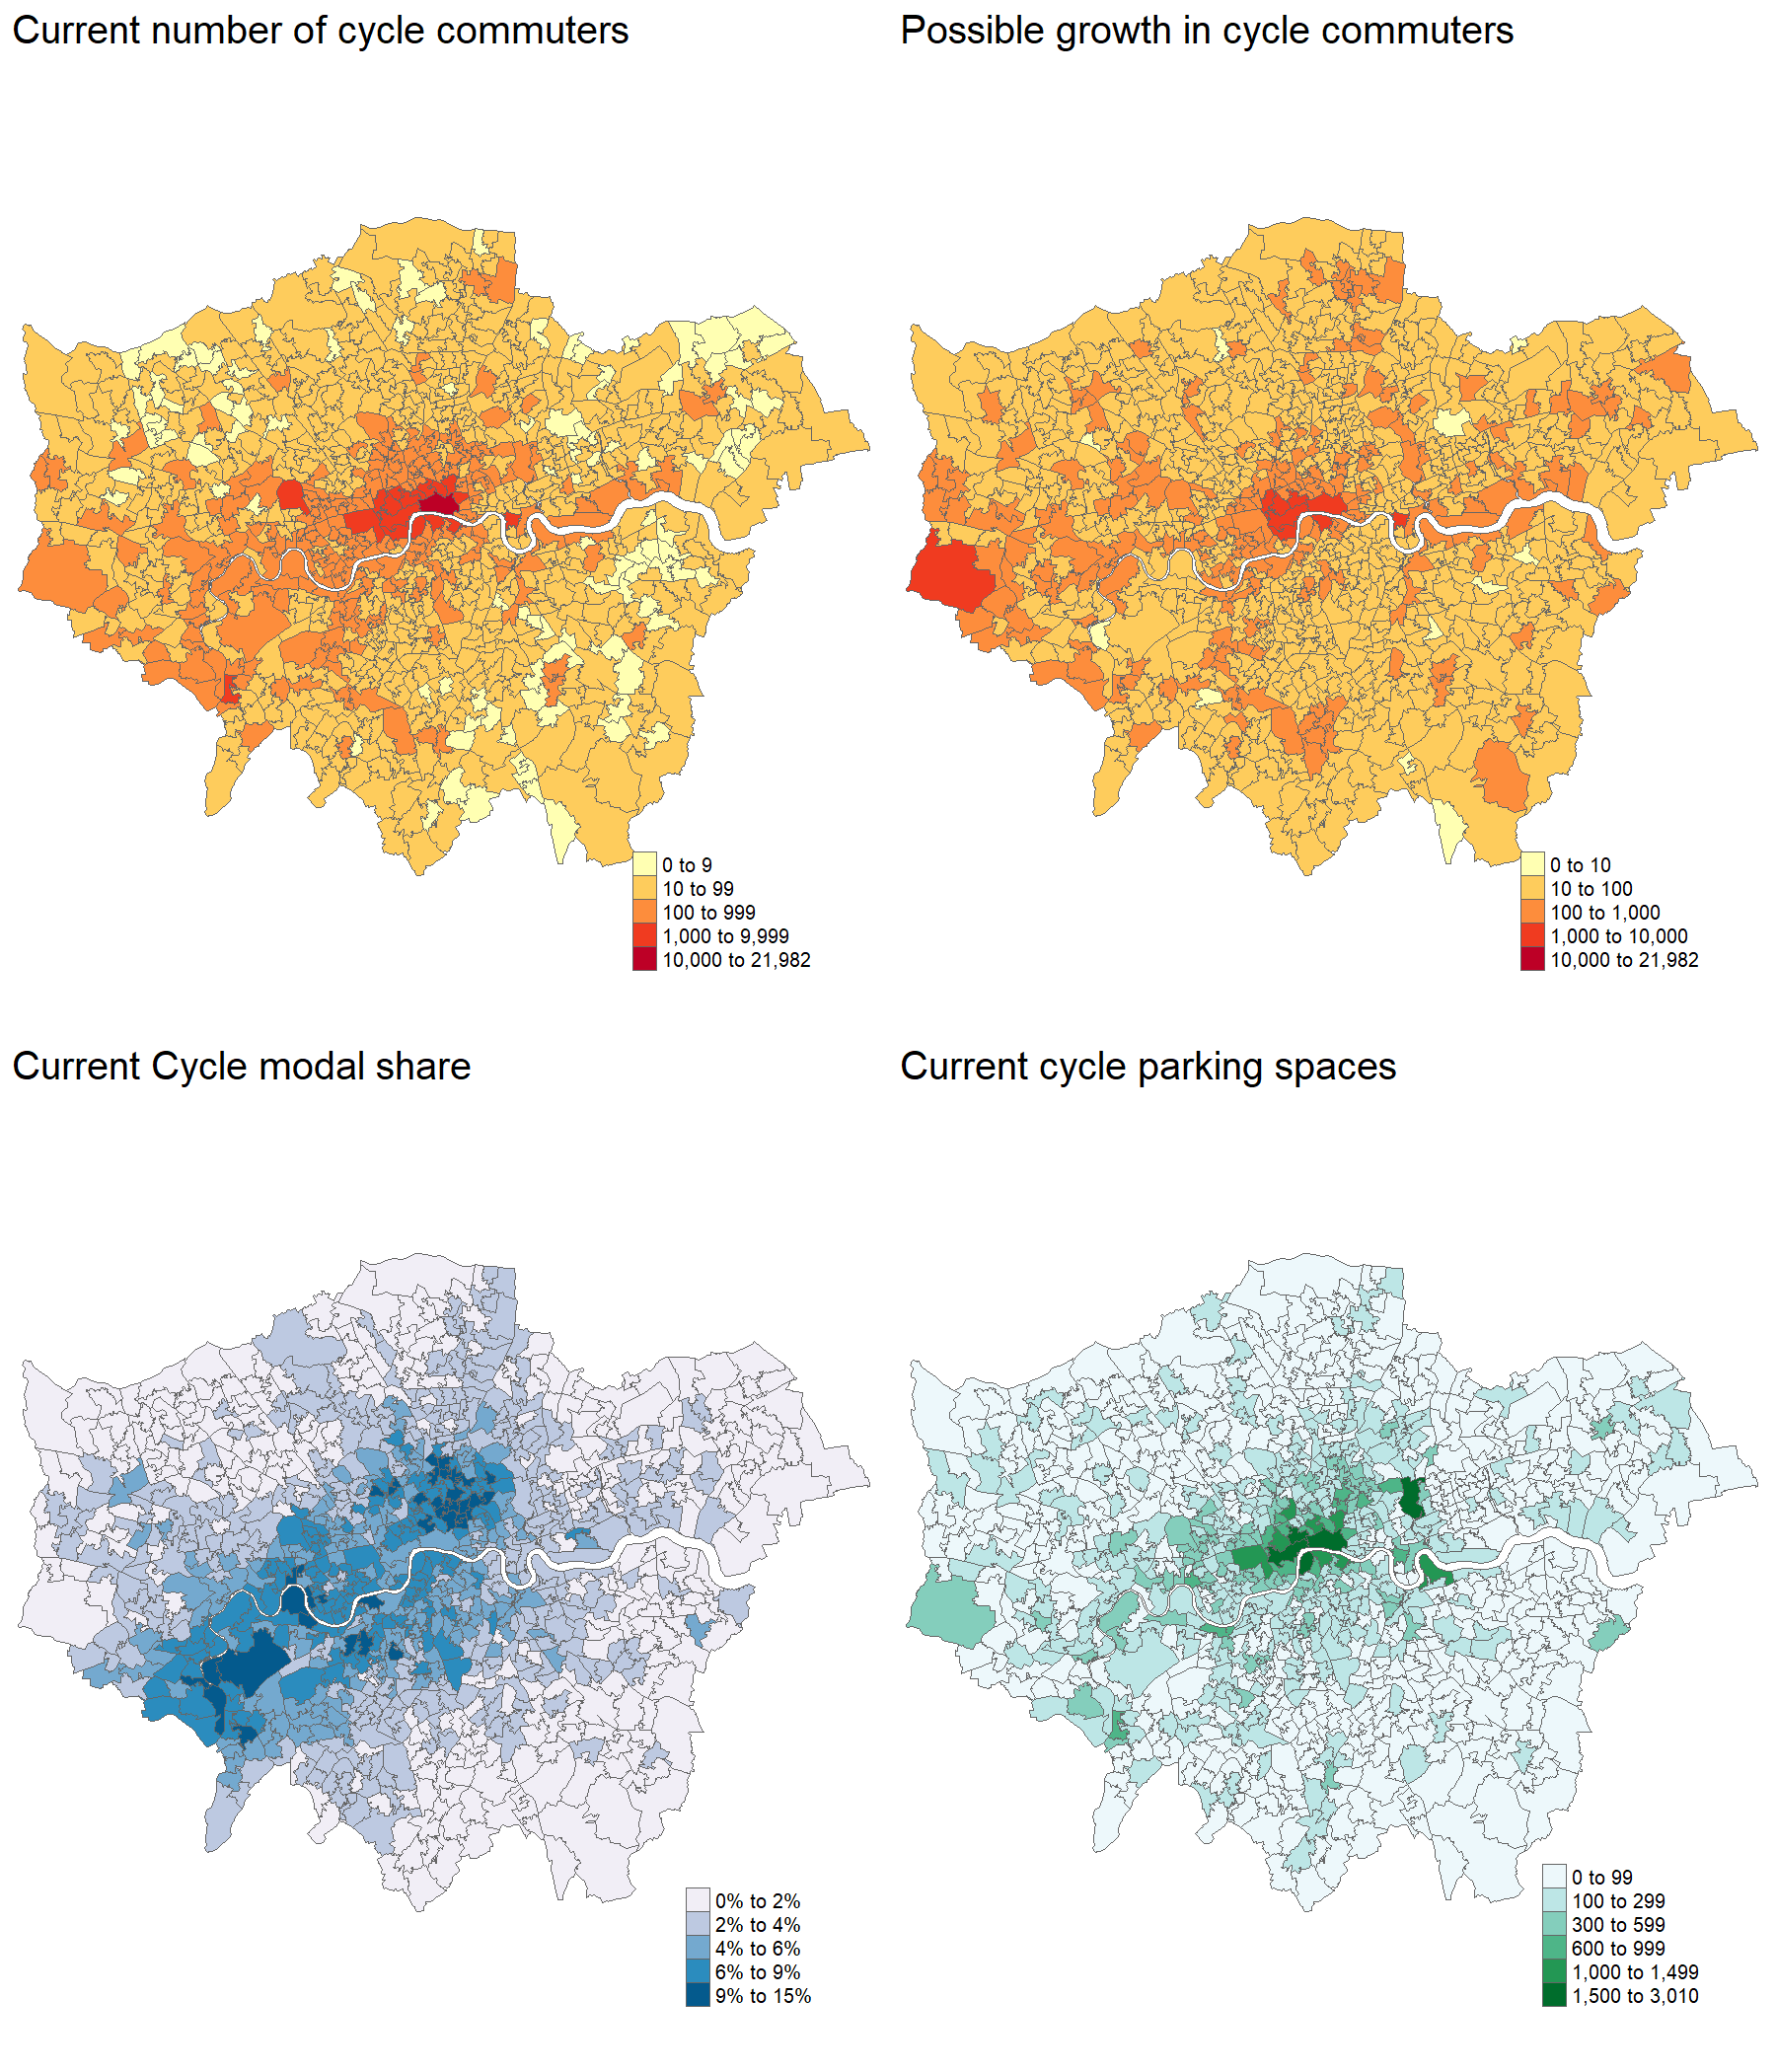 Current number of cycle commuters
Possible growth in cycle commuters
0 to 9
10 to 99
100 to 999
1,000 to 9,999
10,000 to 21,982
0 to 10
10 to 100
100 to 1,000
1,000 to 10,000
10,000 to 21,982
Current Cycle modal share
Current cycle parking spaces
0% to 2%
2% to 4%
4% to 6%
6% to 9%
9% to 15%
0 to 99
100 to 299
300 to 599
600 to 999
1,000 to 1,499
1,500 to 3,010